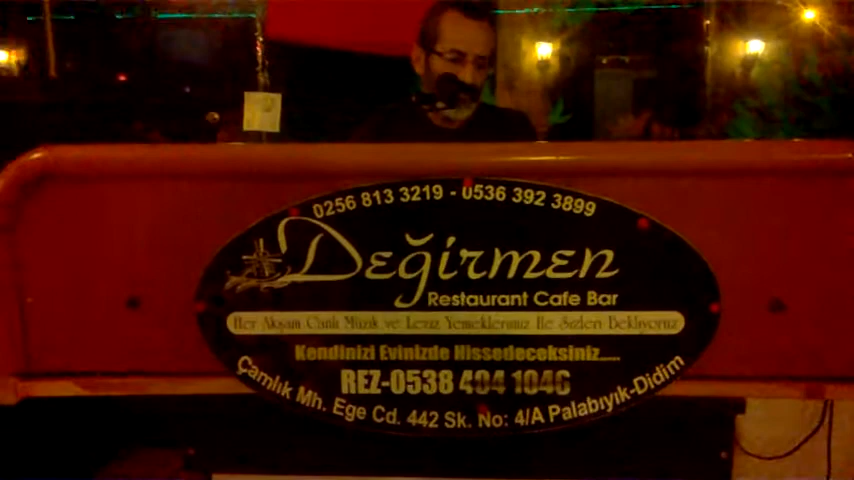 0256 813 3219 - 0536 392 3899
Değirmen
Restaurant Cafe Bar
Her Akşam Canlı Müzik ve Leziz Yemeklerimiz İle Sizleri Bekliyoruz
Kendinizi Evinizde Hissedeceksiniz.....
REZ-0538 404 1046
Çamlık Mh. Ege Cd. 442 Sk. No: 4/A Palabıyık-Didim